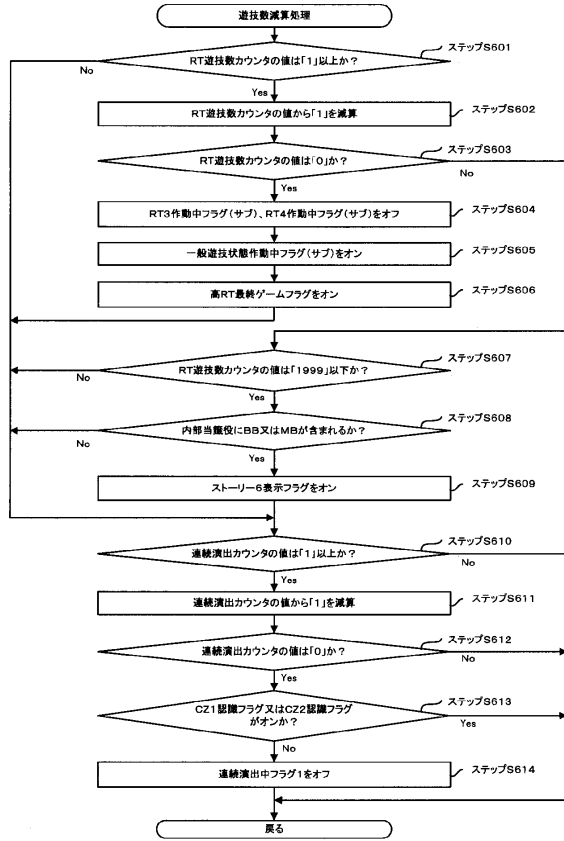 遊技数減算処理
ステップS601
RT遊技数カウンタの値は「1」以上か?
No
Yes
RT遊技数カウンタの値から「1」を減算
ステップS602
ステップS603
RT遊技数カウンタの値は「0」か?
No
Yes
RT3作動中フラグ(サブ)、RT4作動中フラグ(サブ)をオフ
ステップS604
一般遊技状態作動中フラグ(サブ)をオン
ステップS605
高RT最終ゲームフラグをオン
ステップS606
ステップS607
RT遊技数カウンタの値は「1999」以下か?
No
Yes
ステップS608
内部当籤役にBB又はMBが含まれるか?
No
Yes
ストーリー6表示フラグをオン
ステップS609
ステップS610
連続演出カウンタの値は「1」以上か?
No
Yes
連続演出カウンタの値から「1」を減算
ステップS611
ステップS612
連続演出カウンタの値は「0」か?
No
Yes
ステップS613
CZ1認識フラグ又はCZ2認識フラグ
がオンか?
Yes
No
連続演出中フラグ1をオフ
ステップS614
戻る